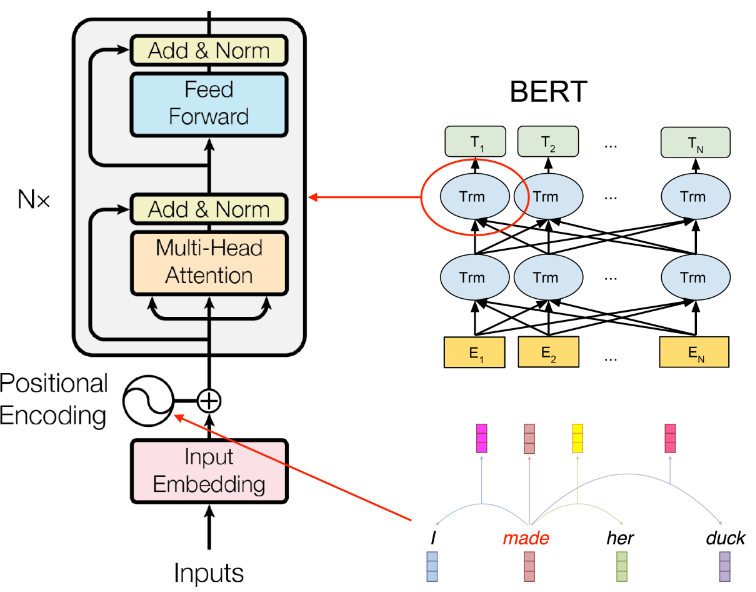 Add & Norm
Feed
Forward
N×
Add & Norm
Multi-Head
Attention
Positional
Encoding
Input
Embedding
Inputs
BERT
T1 T2 ... TN
Trm Trm ... Trm
Trm Trm ... Trm
E1 E2 ... EN
I made her duck